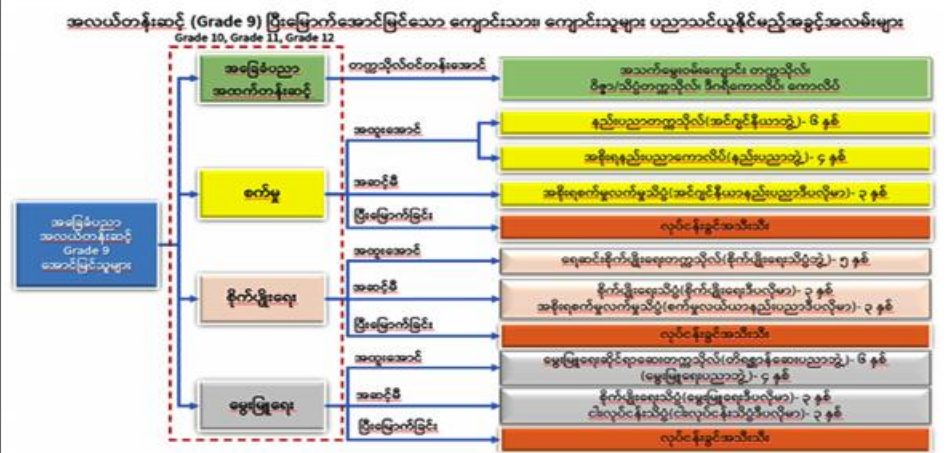 အလယ်တန်းဆင့် (Grade 9) ပြီးမြောက်အောင်မြင်သော ကျောင်းသား၊ ကျောင်းသူများ ပညာသင်ယူနိုင်မည့်အခွင့်အလမ်းများ
Grade 10, Grade 11, Grade 12
အခြေခံပညာ
အထက်တန်းဆင့်
တက္ကသိုလ်ဝင်တန်းအောင်
အသက်မွေးဝမ်းကျောင်း တက္ကသိုလ်၊
ဝိဇ္ဇာ/သိပ္ပံတက္ကသိုလ်၊ ဒီဂရီကောလိပ်၊ ကောလိပ်
အထူးအောင်
နည်းပညာတက္ကသိုလ်(အင်ဂျင်နီယာဘွဲ့)- ၆ နှစ်
အစိုးရနည်းပညာကောလိပ်(နည်းပညာဘွဲ့)- ၄ နှစ်
စက်မှု
အဆင့်မီ
အစိုးရစက်မှုလက်မှုသိပ္ပံ(အင်ဂျင်နီယာနည်းပညာဒီပလိုမာ)- ၃ နှစ်
ပြီးမြောက်ခြင်း
လုပ်ငန်းခွင်အသီးသီး
အခြေခံပညာ
အလယ်တန်းဆင့်
Grade 9
အောင်မြင်သူများ
အထူးအောင်
ရေဆင်းစိုက်ပျိုးရေးတက္ကသိုလ်(စိုက်ပျိုးရေးသိပ္ပံဘွဲ့)- ၅ နှစ်
စိုက်ပျိုးရေး
အဆင့်မီ
စိုက်ပျိုးရေးသိပ္ပံ(စိုက်ပျိုးရေးဒီပလိုမာ)- ၃ နှစ်
အစိုးရစက်မှုလက်မှုသိပ္ပံ(စက်မှုလယ်ယာနည်းပညာဒီပလိုမာ)- ၃ နှစ်
ပြီးမြောက်ခြင်း
လုပ်ငန်းခွင်အသီးသီး
အထူးအောင်
မွေးမြူရေးဆိုင်ရာဆေးတက္ကသိုလ်(တိရစ္ဆာန်ဆေးပညာဘွဲ့)- ၆ နှစ်
(မွေးမြူရေးပညာဘွဲ့)- ၄ နှစ်
မွေးမြူရေး
အဆင့်မီ
စိုက်ပျိုးရေးသိပ္ပံ(မွေးမြူရေးဒီပလိုမာ)- ၃ နှစ်
ငါးလုပ်ငန်းသိပ္ပံ(ငါးလုပ်ငန်းသိပ္ပံဒီပလိုမာ)- ၃ နှစ်
ပြီးမြောက်ခြင်း
လုပ်ငန်းခွင်အသီးသီး